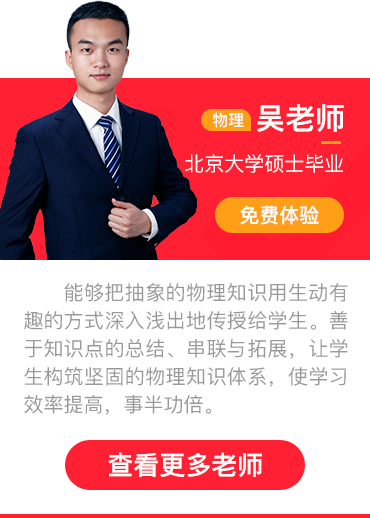 物理 吴老师
北京大学硕士毕业
免费体验
能够把抽象的物理知识用生动有
趣的方式深入浅出地传授给学生。善
于知识点的总结、串联与拓展，让学
生构筑坚固的物理知识体系，使学习
效率提高，事半功倍。
查看更多老师